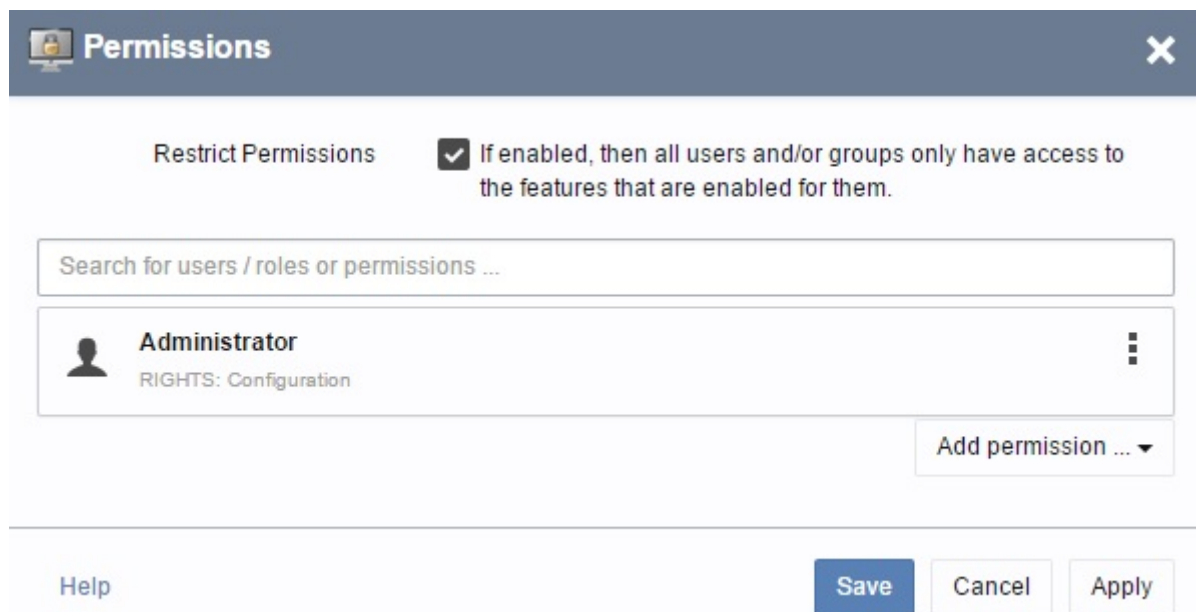 Permissions
Restrict Permissions
If enabled, then all users and/or groups only have access to
the features that are enabled for them.
Search for users / roles or permissions ...
Administrator
RIGHTS: Configuration
Add permission ...
Help
Save
Cancel
Apply